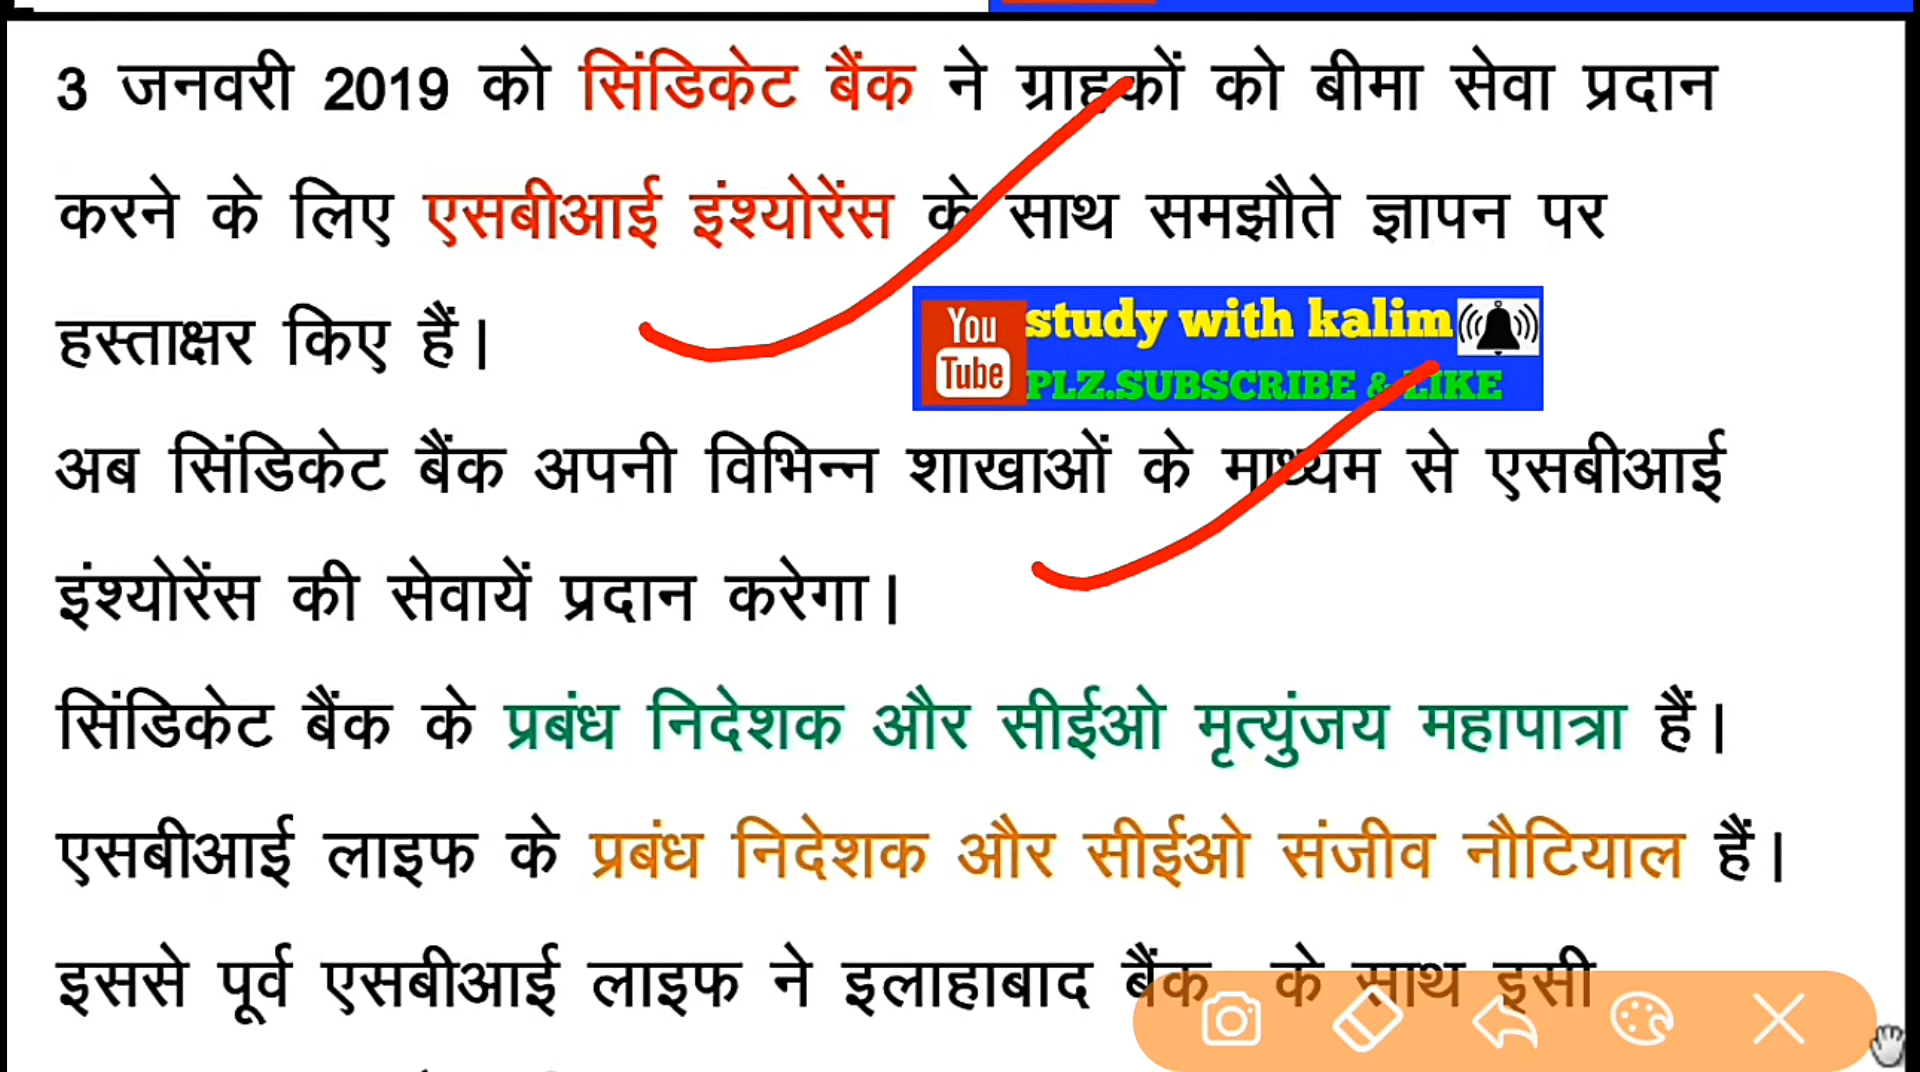 3 जनवरी 2019 को सिंडिकेट बैंक ने ग्राहकों को बीमा सेवा प्रदान
करने के लिए एसबीआई इंश्योरेंस के साथ समझौते ज्ञापन पर
हस्ताक्षर किए हैं।
You Tube study with kalim
PLZ.SUBSCRIBE & LIKE
अब सिंडिकेट बैंक अपनी विभिन्न शाखाओं के माध्यम से एसबीआई
इंश्योरेंस की सेवायें प्रदान करेगा।
सिंडिकेट बैंक के प्रबंध निदेशक और सीईओ मृत्युंजय महापात्रा हैं।
एसबीआई लाइफ के प्रबंध निदेशक और सीईओ संजीव नौटियाल हैं।
इससे पूर्व एसबीआई लाइफ ने इलाहाबाद बैंक के साथ इसी